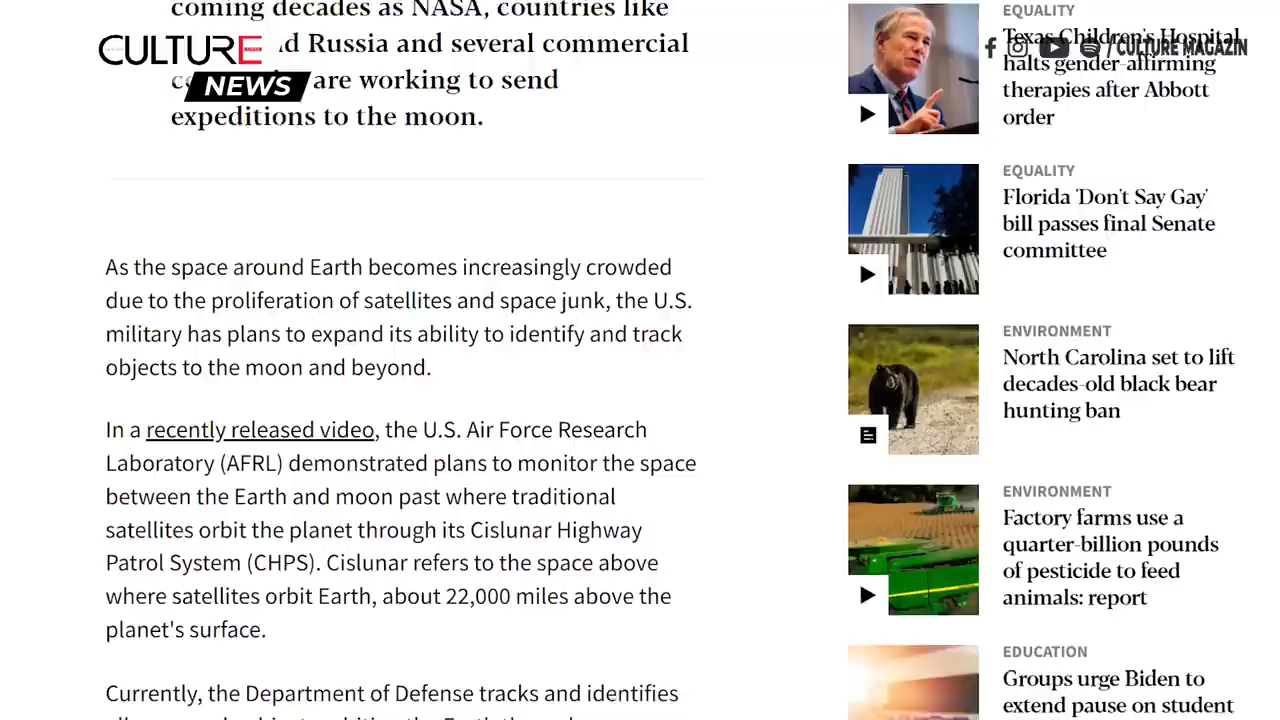 coming decades as NASA, countries like
CULTURE
NEWS
d Russia and several commercial
are working to send
expeditions to the moon.
As the space around Earth becomes increasingly crowded
due to the proliferation of satellites and space junk, the U.S.
military has plans to expand its ability to identify and track
objects to the moon and beyond.
In a recently released video, the U.S. Air Force Research
Laboratory (AFRL) demonstrated plans to monitor the space
between the Earth and moon past where traditional
satellites orbit the planet through its Cislunar Highway
Patrol System (CHPS). Cislunar refers to the space above
where satellites orbit Earth, about 22,000 miles above the
planet's surface.
Currently, the Department of Defense tracks and identifies
EQUALITY
Texas Children's Hospital
halts gender-affirming
therapies after Abbott
order
/ CULTURE MAGAZIN
EQUALITY
Florida 'Don't Say Gay'
bill passes final Senate
committee
ENVIRONMENT
North Carolina set to lift
decades-old black bear
hunting ban
ENVIRONMENT
Factory farms use a
quarter-billion pounds
of pesticide to feed
animals: report
EDUCATION
Groups urge Biden to
extend pause on student